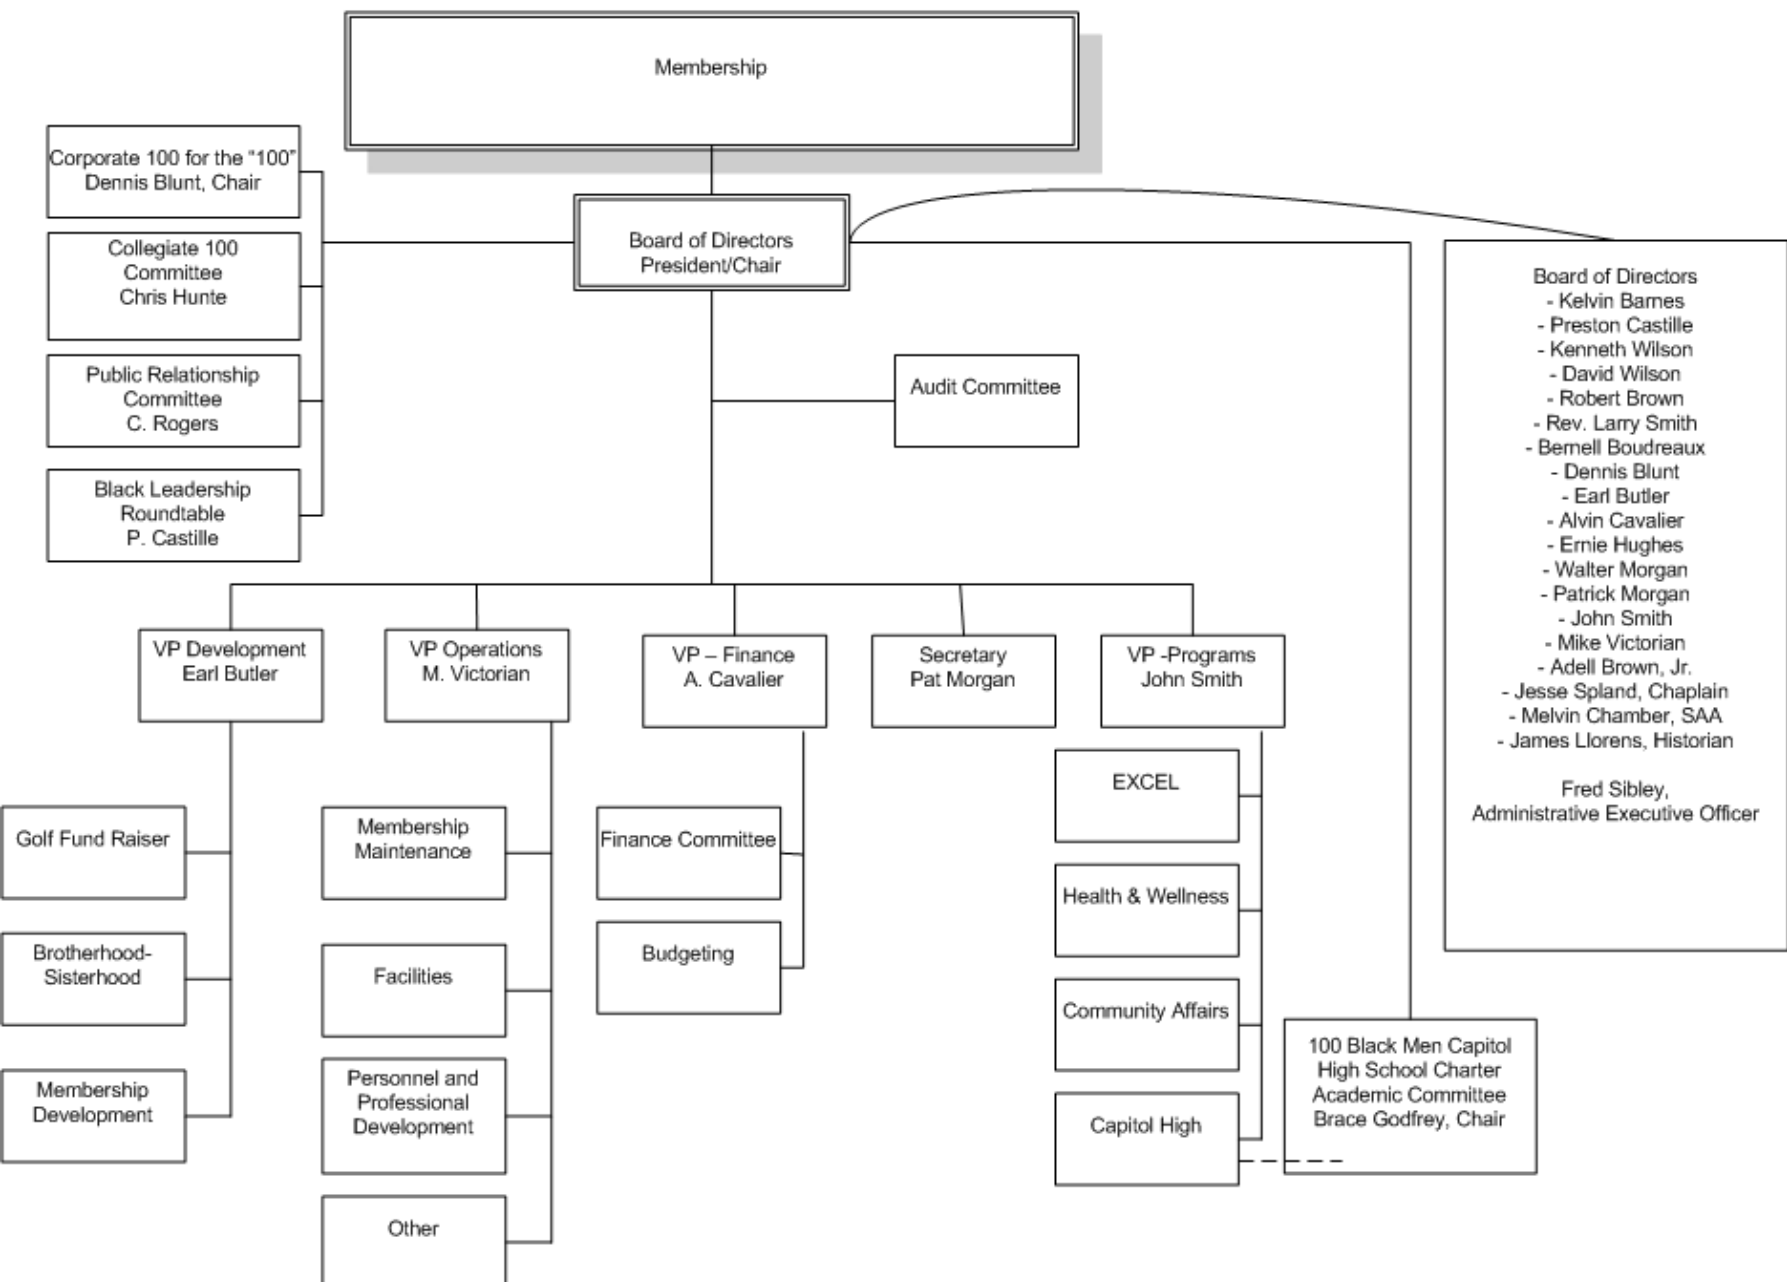 Membership
Corporate 100 for the “100”
Dennis Blunt, Chair
Collegiate 100
Committee
Chris Hunte
Public Relationship
Committee
C. Rogers
Black Leadership
Roundtable
P. Castille
Board of Directors
President/Chair
Audit Committee
Board of Directors
- Kelvin Barnes
- Preston Castille
- Kenneth Wilson
- David Wilson
- Robert Brown
- Rev. Larry Smith
- Bernell Boudreaux
- Dennis Blunt
- Earl Butler
- Alvin Cavalier
- Ernie Hughes
- Walter Morgan
- Patrick Morgan
- John Smith
- Mike Victorian
- Adell Brown, Jr.
- Jesse Spland, Chaplain
- Melvin Chamber, SAA
- James Llorens, Historian
Fred Sibley,
Administrative Executive Officer
VP Development
Earl Butler
VP Operations
M. Victorian
VP – Finance
A. Cavalier
Secretary
Pat Morgan
VP -Programs
John Smith
Golf Fund Raiser
Brotherhood-
Sisterhood
Membership
Development
Membership
Maintenance
Facilities
Personnel and
Professional
Development
Other
Finance Committee
Budgeting
EXCEL
Health & Wellness
Community Affairs
Capitol High
100 Black Men Capitol
High School Charter
Academic Committee
Brace Godfrey, Chair